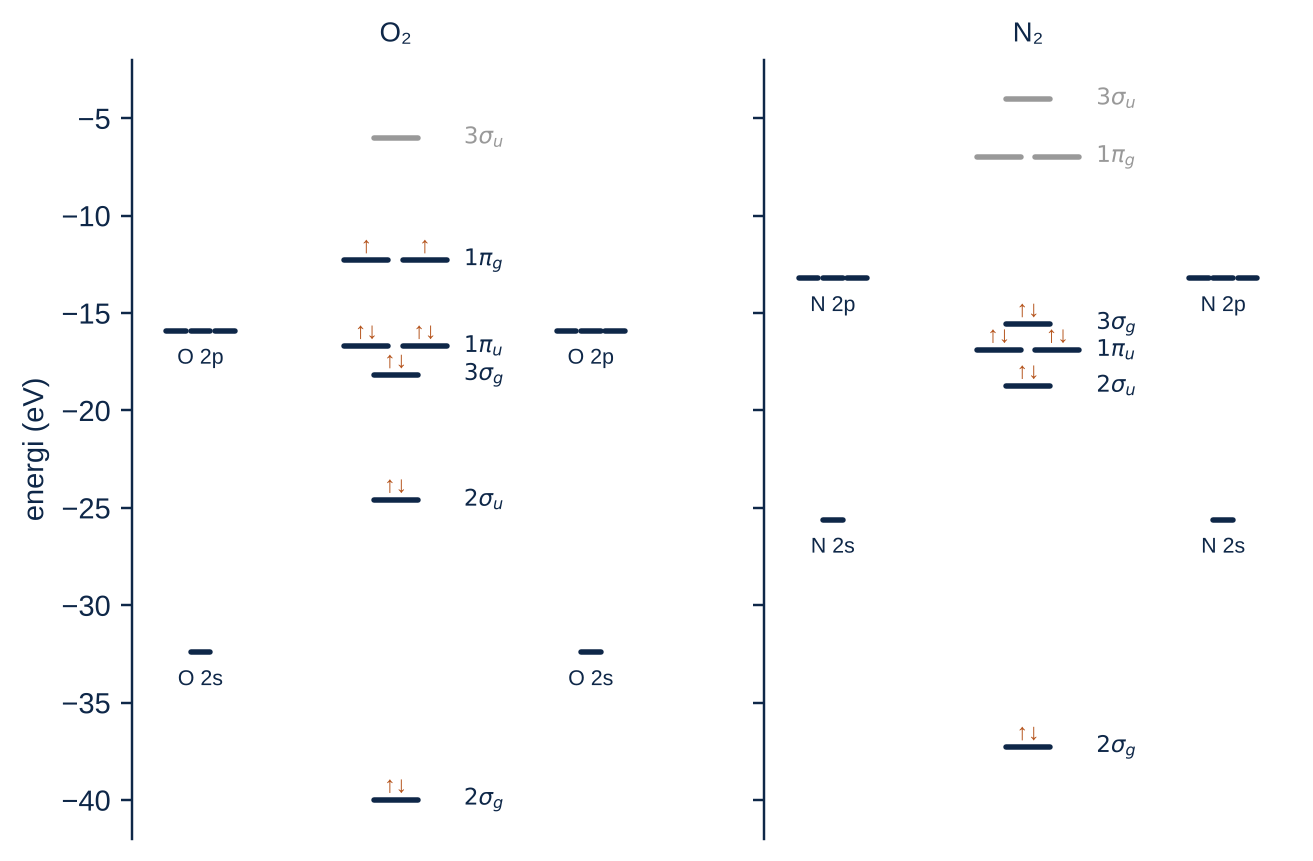 O₂
N₂
energi (eV)
−5
−10
−15
−20
−25
−30
−35
−40
3σᵤ
↑ ↑
1π_g
O 2p
O 2p
↑↓ ↑↓
1πᵤ
↑↓
3σ_g
↑↓
2σᵤ
O 2s
O 2s
↑↓
2σ_g
3σᵤ
1π_g
N 2p
N 2p
↑↓
3σ_g
↑↓ ↑↓
1πᵤ
↑↓
2σᵤ
N 2s
N 2s
↑↓
2σ_g